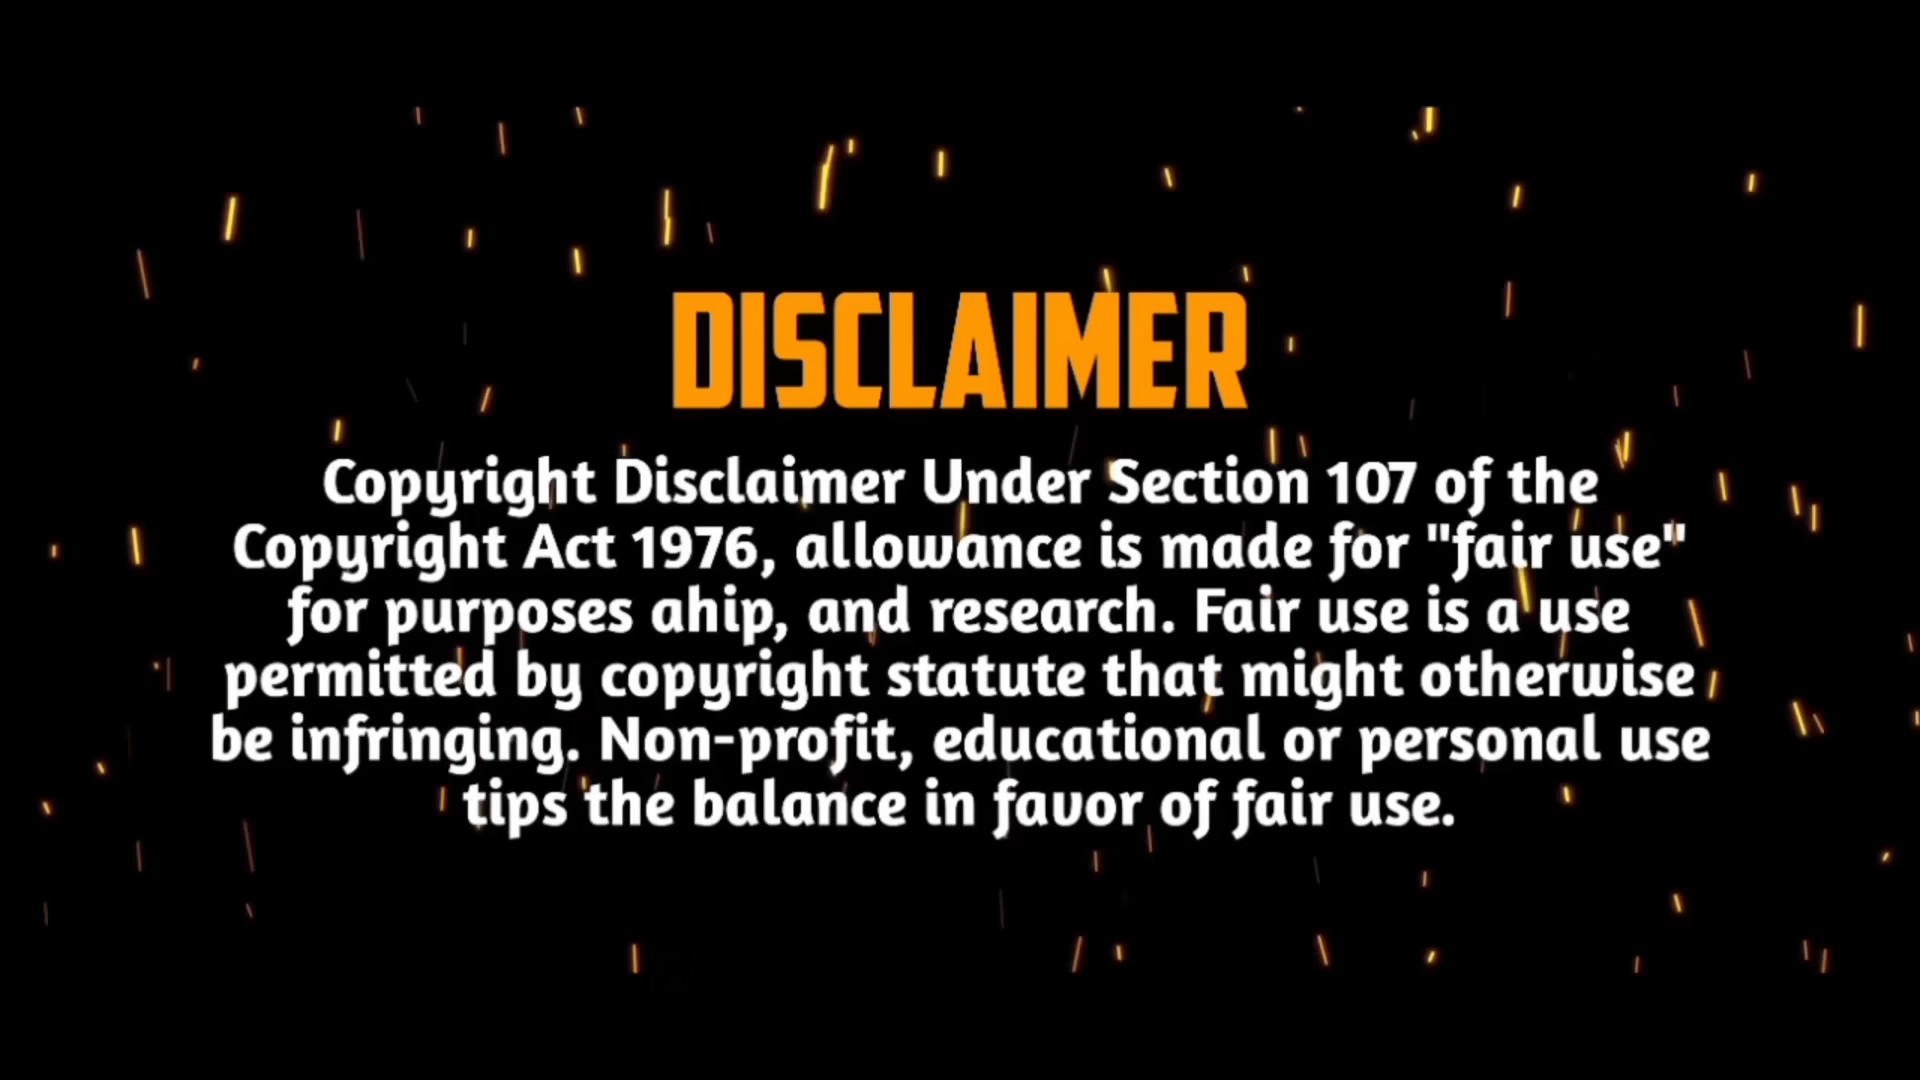 DISCLAIMER
Copyright Disclaimer Under Section 107 of the
Copyright Act 1976, allowance is made for "fair use"
for purposes ahip, and research. Fair use is a use
permitted by copyright statute that might otherwise
be infringing. Non-profit, educational or personal use
tips the balance in favor of fair use.